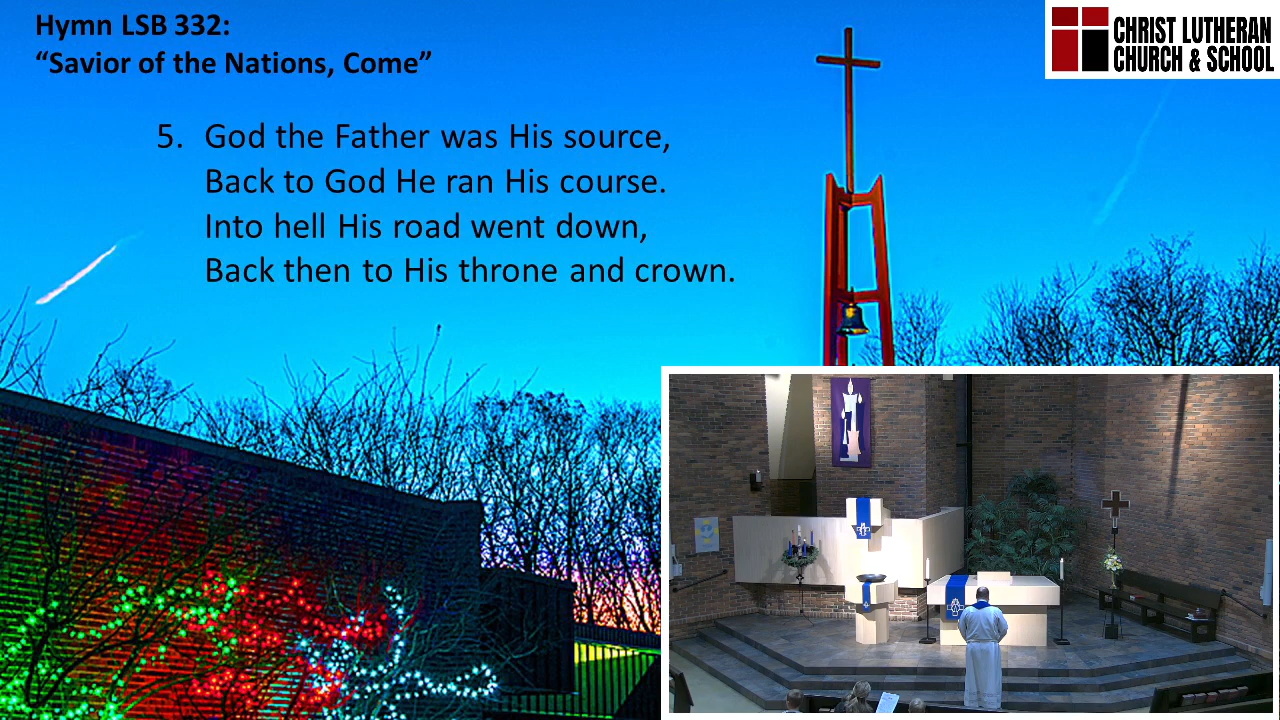 Hymn LSB 332:
“Savior of the Nations, Come”
CHRIST LUTHERAN
CHURCH & SCHOOL
5. God the Father was His source,
Back to God He ran His course.
Into hell His road went down,
Back then to His throne and crown.